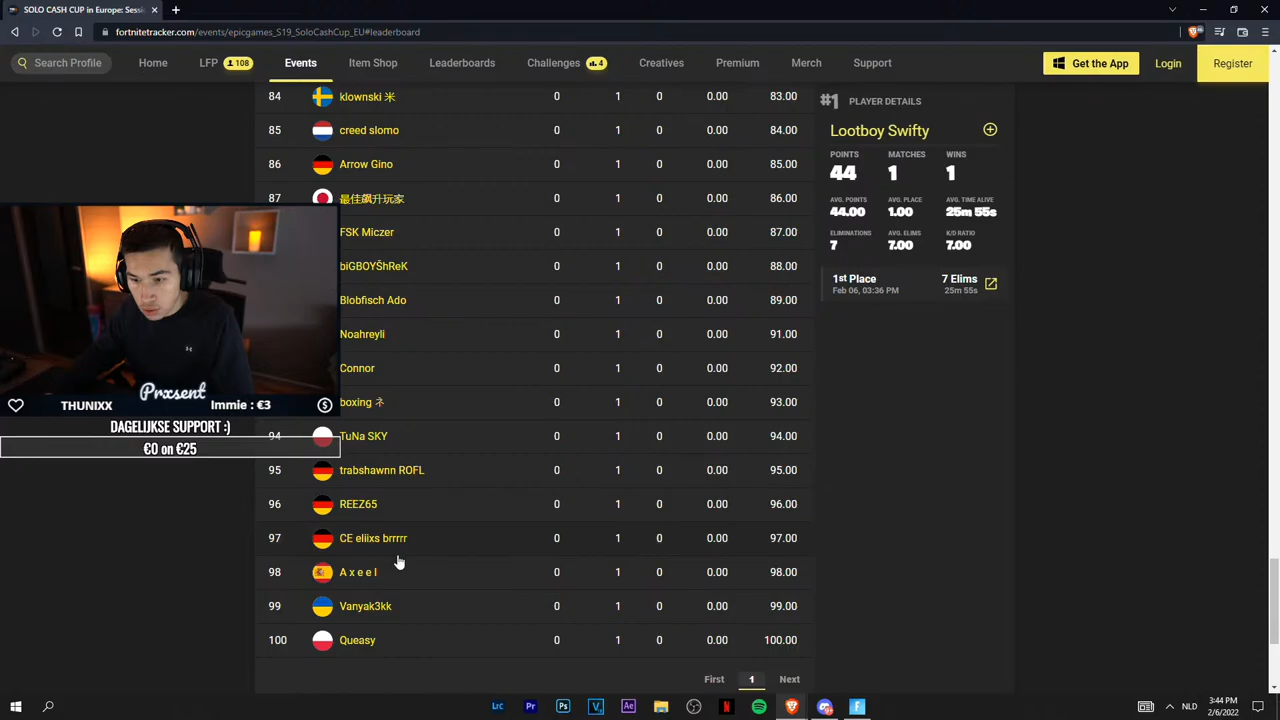 SOLO CASH CUP in Europe: Sessi
fortnitetracker.com/events/epicgames_S19_SoloCashCup_EU#leaderboard
Search Profile
Home
LFP 108
Events
Item Shop
Leaderboards
Challenges 4
Creatives
Premium
Merch
Support
Get the App
Login
Register
84 klownski 米 0 1 0 0.00 83.00
85 creed slomo 0 1 0 0.00 84.00
86 Arrow Gino 0 1 0 0.00 85.00
87 最佳飙升玩家 0 1 0 0.00 86.00
FSK Miczer 0 1 0 0.00 87.00
biGBOYŠhReK 0 1 0 0.00 88.00
Blobfisch Ado 0 1 0 0.00 89.00
Noahreyli 0 1 0 0.00 91.00
Connor 0 1 0 0.00 92.00
boxing ネ 0 1 0 0.00 93.00
94 TuNa SKY 0 1 0 0.00 94.00
95 trabshawnn ROFL 0 1 0 0.00 95.00
96 REEZ65 0 1 0 0.00 96.00
97 CE eliixs brrrrr 0 1 0 0.00 97.00
98 A x e e l 0 1 0 0.00 98.00
99 Vanyak3kk 0 1 0 0.00 99.00
100 Queasy 0 1 0 0.00 100.00
First 1 Next
#1 PLAYER DETAILS
Lootboy Swifty
POINTS MATCHES WINS
44 1 1
AVG. POINTS AVG. PLACE AVG. TIME ALIVE
44.00 1.00 25m 55s
ELIMINATIONS AVG. ELIMS K/D RATIO
7 7.00 7.00
1st Place 7 Elims
Feb 06, 03:36 PM 25m 55s
Prxsent
THUNIXX Immie : €3
DAGELIJKSE SUPPORT :)
€0 on €25
Lrc Pr Ps V Ae N F
NLD
3:44 PM
2/6/2022